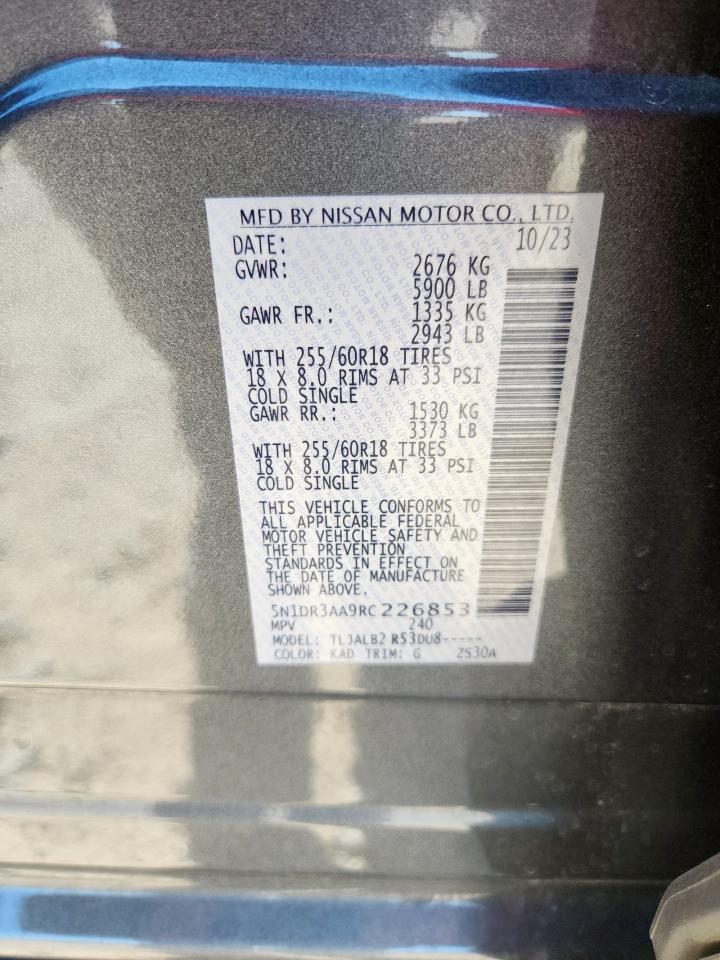 MFD BY NISSAN MOTOR CO., LTD.
DATE: 10/23
GVWR: 2676 KG
5900 LB
GAWR FR.: 1335 KG
2943 LB
WITH 255/60R18 TIRES
18 X 8.0 RIMS AT 33 PSI
COLD SINGLE
GAWR RR.: 1530 KG
3373 LB
WITH 255/60R18 TIRES
18 X 8.0 RIMS AT 33 PSI
COLD SINGLE
THIS VEHICLE CONFORMS TO
ALL APPLICABLE FEDERAL
MOTOR VEHICLE SAFETY AND
THEFT PREVENTION
STANDARDS IN EFFECT ON
THE DATE OF MANUFACTURE
SHOWN ABOVE.
5N1DR3AA9RC226853
MPV 240
MODEL: TLJALB2 R53DU8-----
COLOR: KAD TRIM: G 2S30A